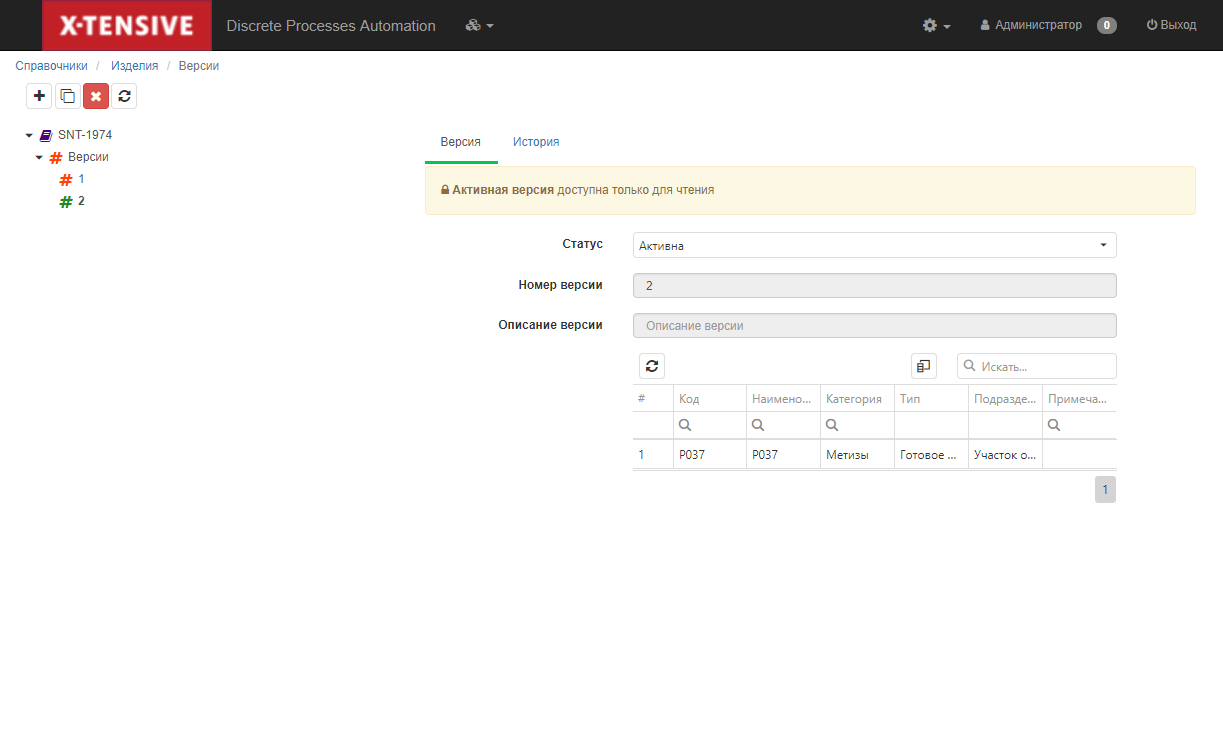 X-TENSIVE Discrete Processes Automation Администратор 0 Выход
Справочники / Изделия / Версии
SNT-1974
Версии
1
2
Версия История
Активная версия доступна только для чтения
Статус Активна
Номер версии 2
Описание версии Описание версии
Искать...
# Код Наимено... Категория Тип Подразде... Примеча...
1 P037 P037 Метизы Готовое ... Участок о...
1